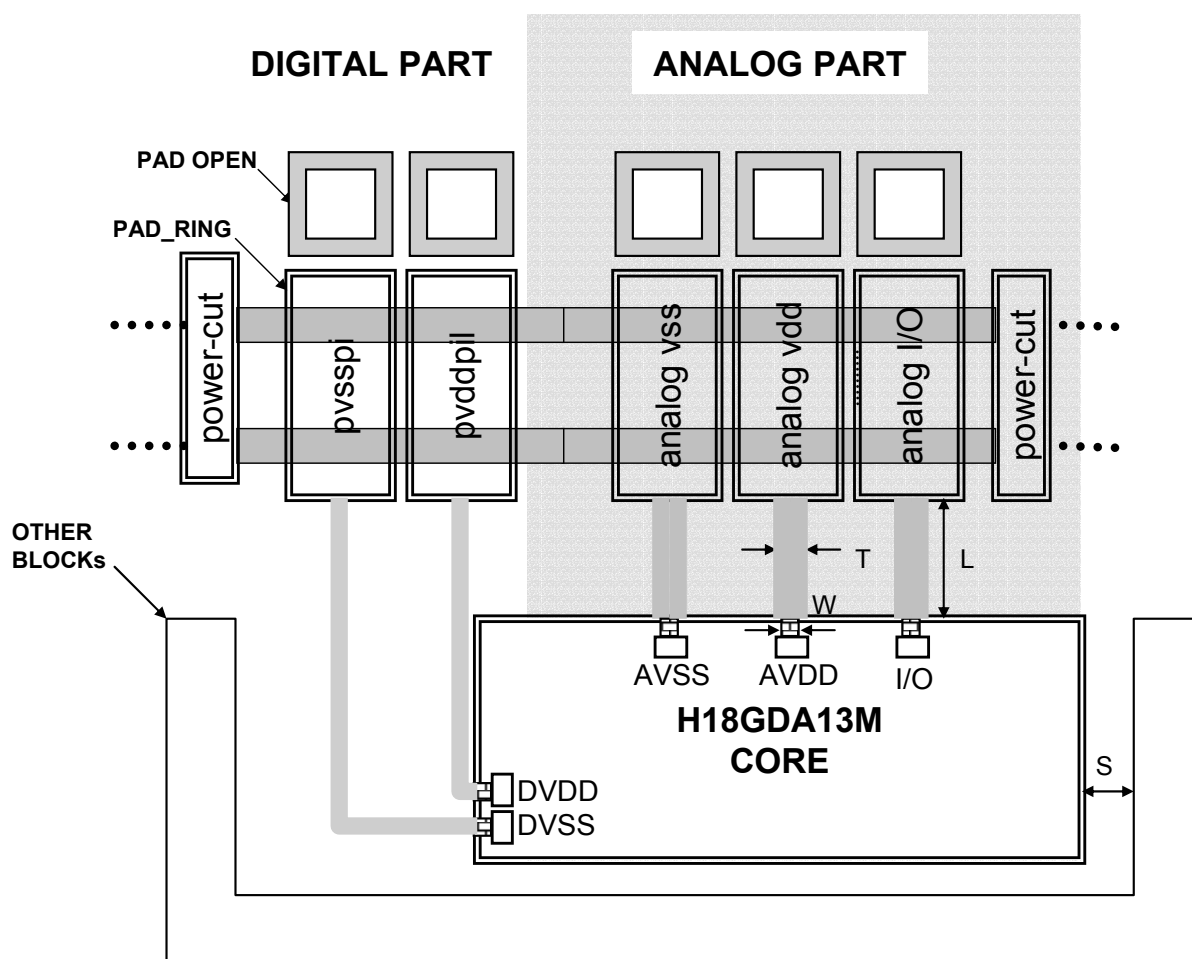 DIGITAL PART
ANALOG PART
PAD OPEN
PAD_RING
power-cut
pvsspi
pvddpil
analog vss
analog vdd
analog I/O
power-cut
OTHER
BLOCKs
T
L
W
AVSS
AVDD
I/O
H18GDA13M
CORE
S
DVDD
DVSS